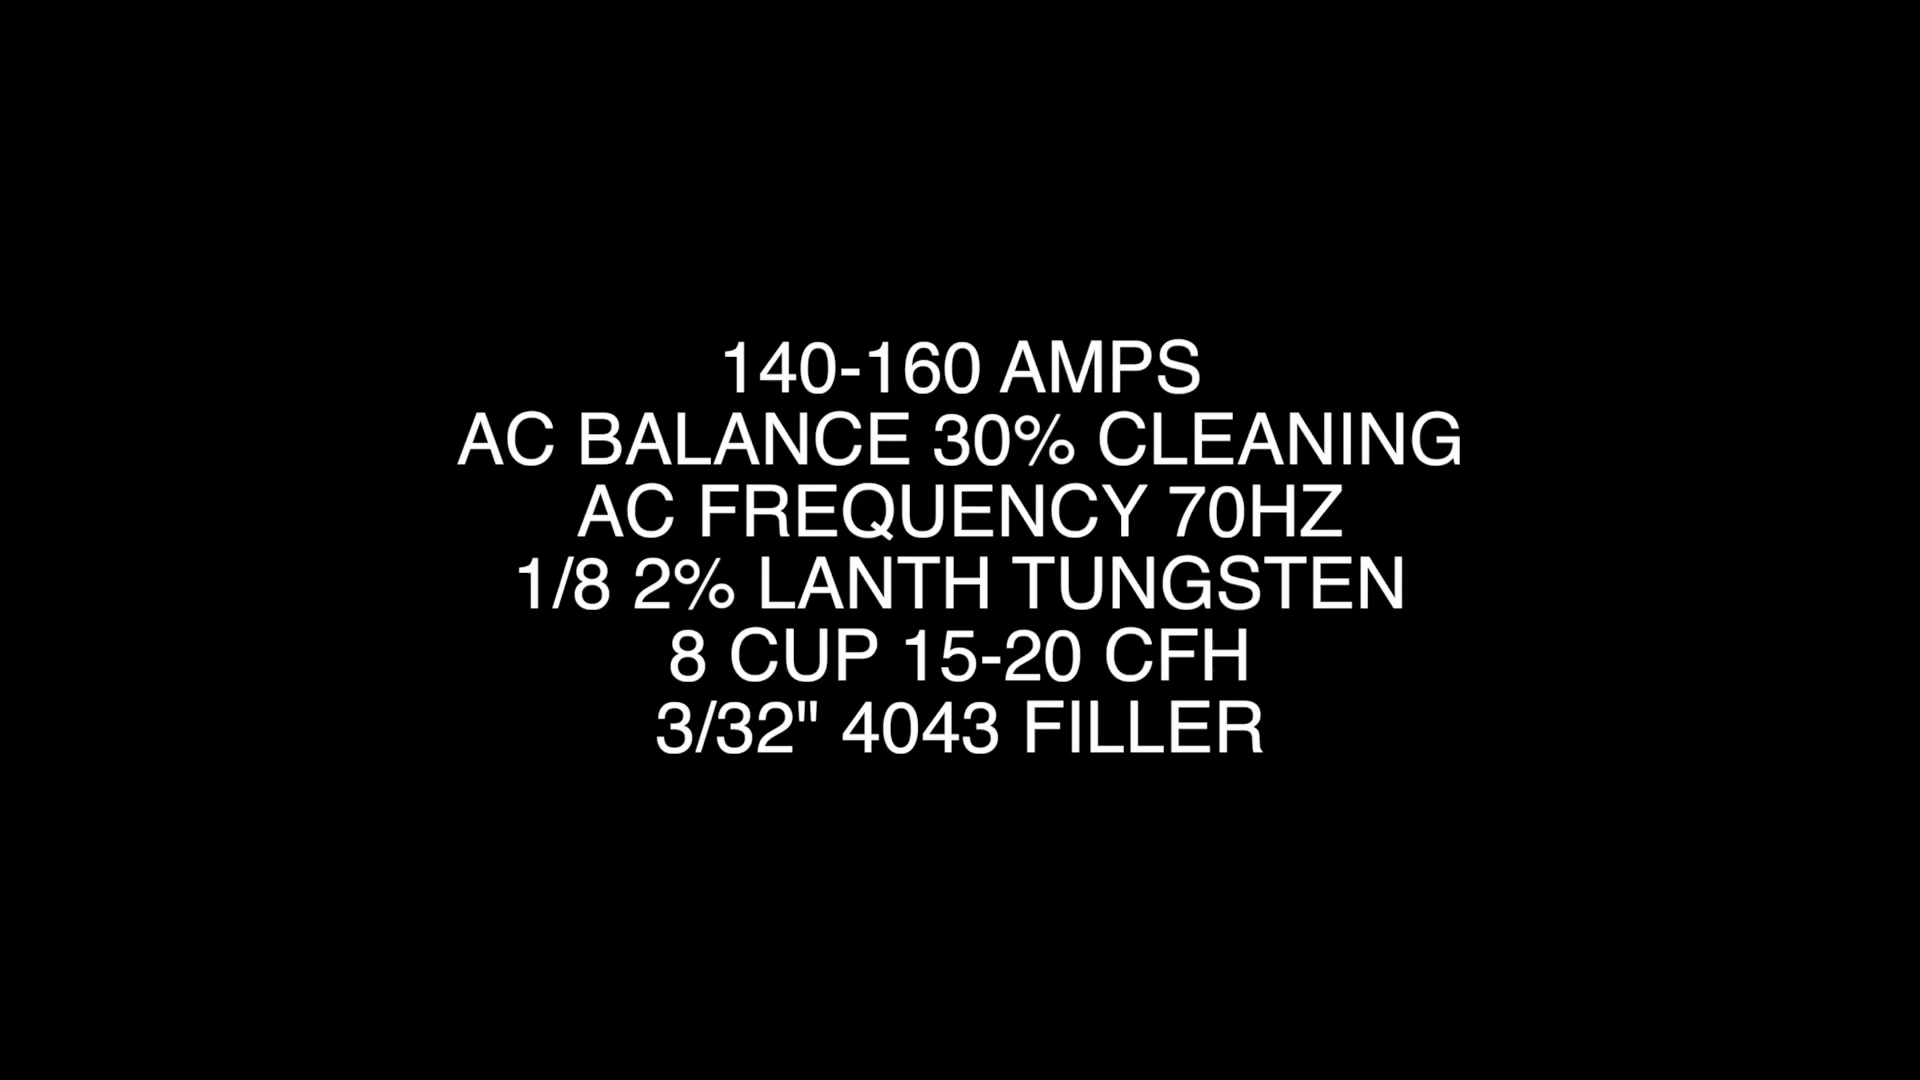 140-160 AMPS
AC BALANCE 30% CLEANING
AC FREQUENCY 70HZ
1/8 2% LANTH TUNGSTEN
8 CUP 15-20 CFH
3/32" 4043 FILLER